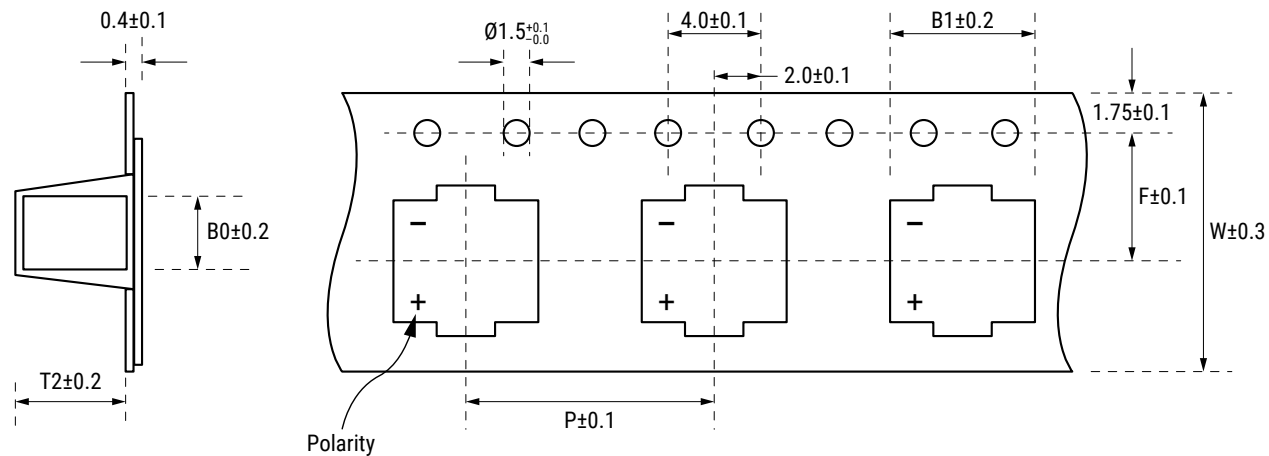 0.4±0.1
Ø1.5+0.1
−0.0
4.0±0.1
B1±0.2
2.0±0.1
1.75±0.1
F±0.1
W±0.3
B0±0.2
− − −
+ + +
T2±0.2
P±0.1
Polarity